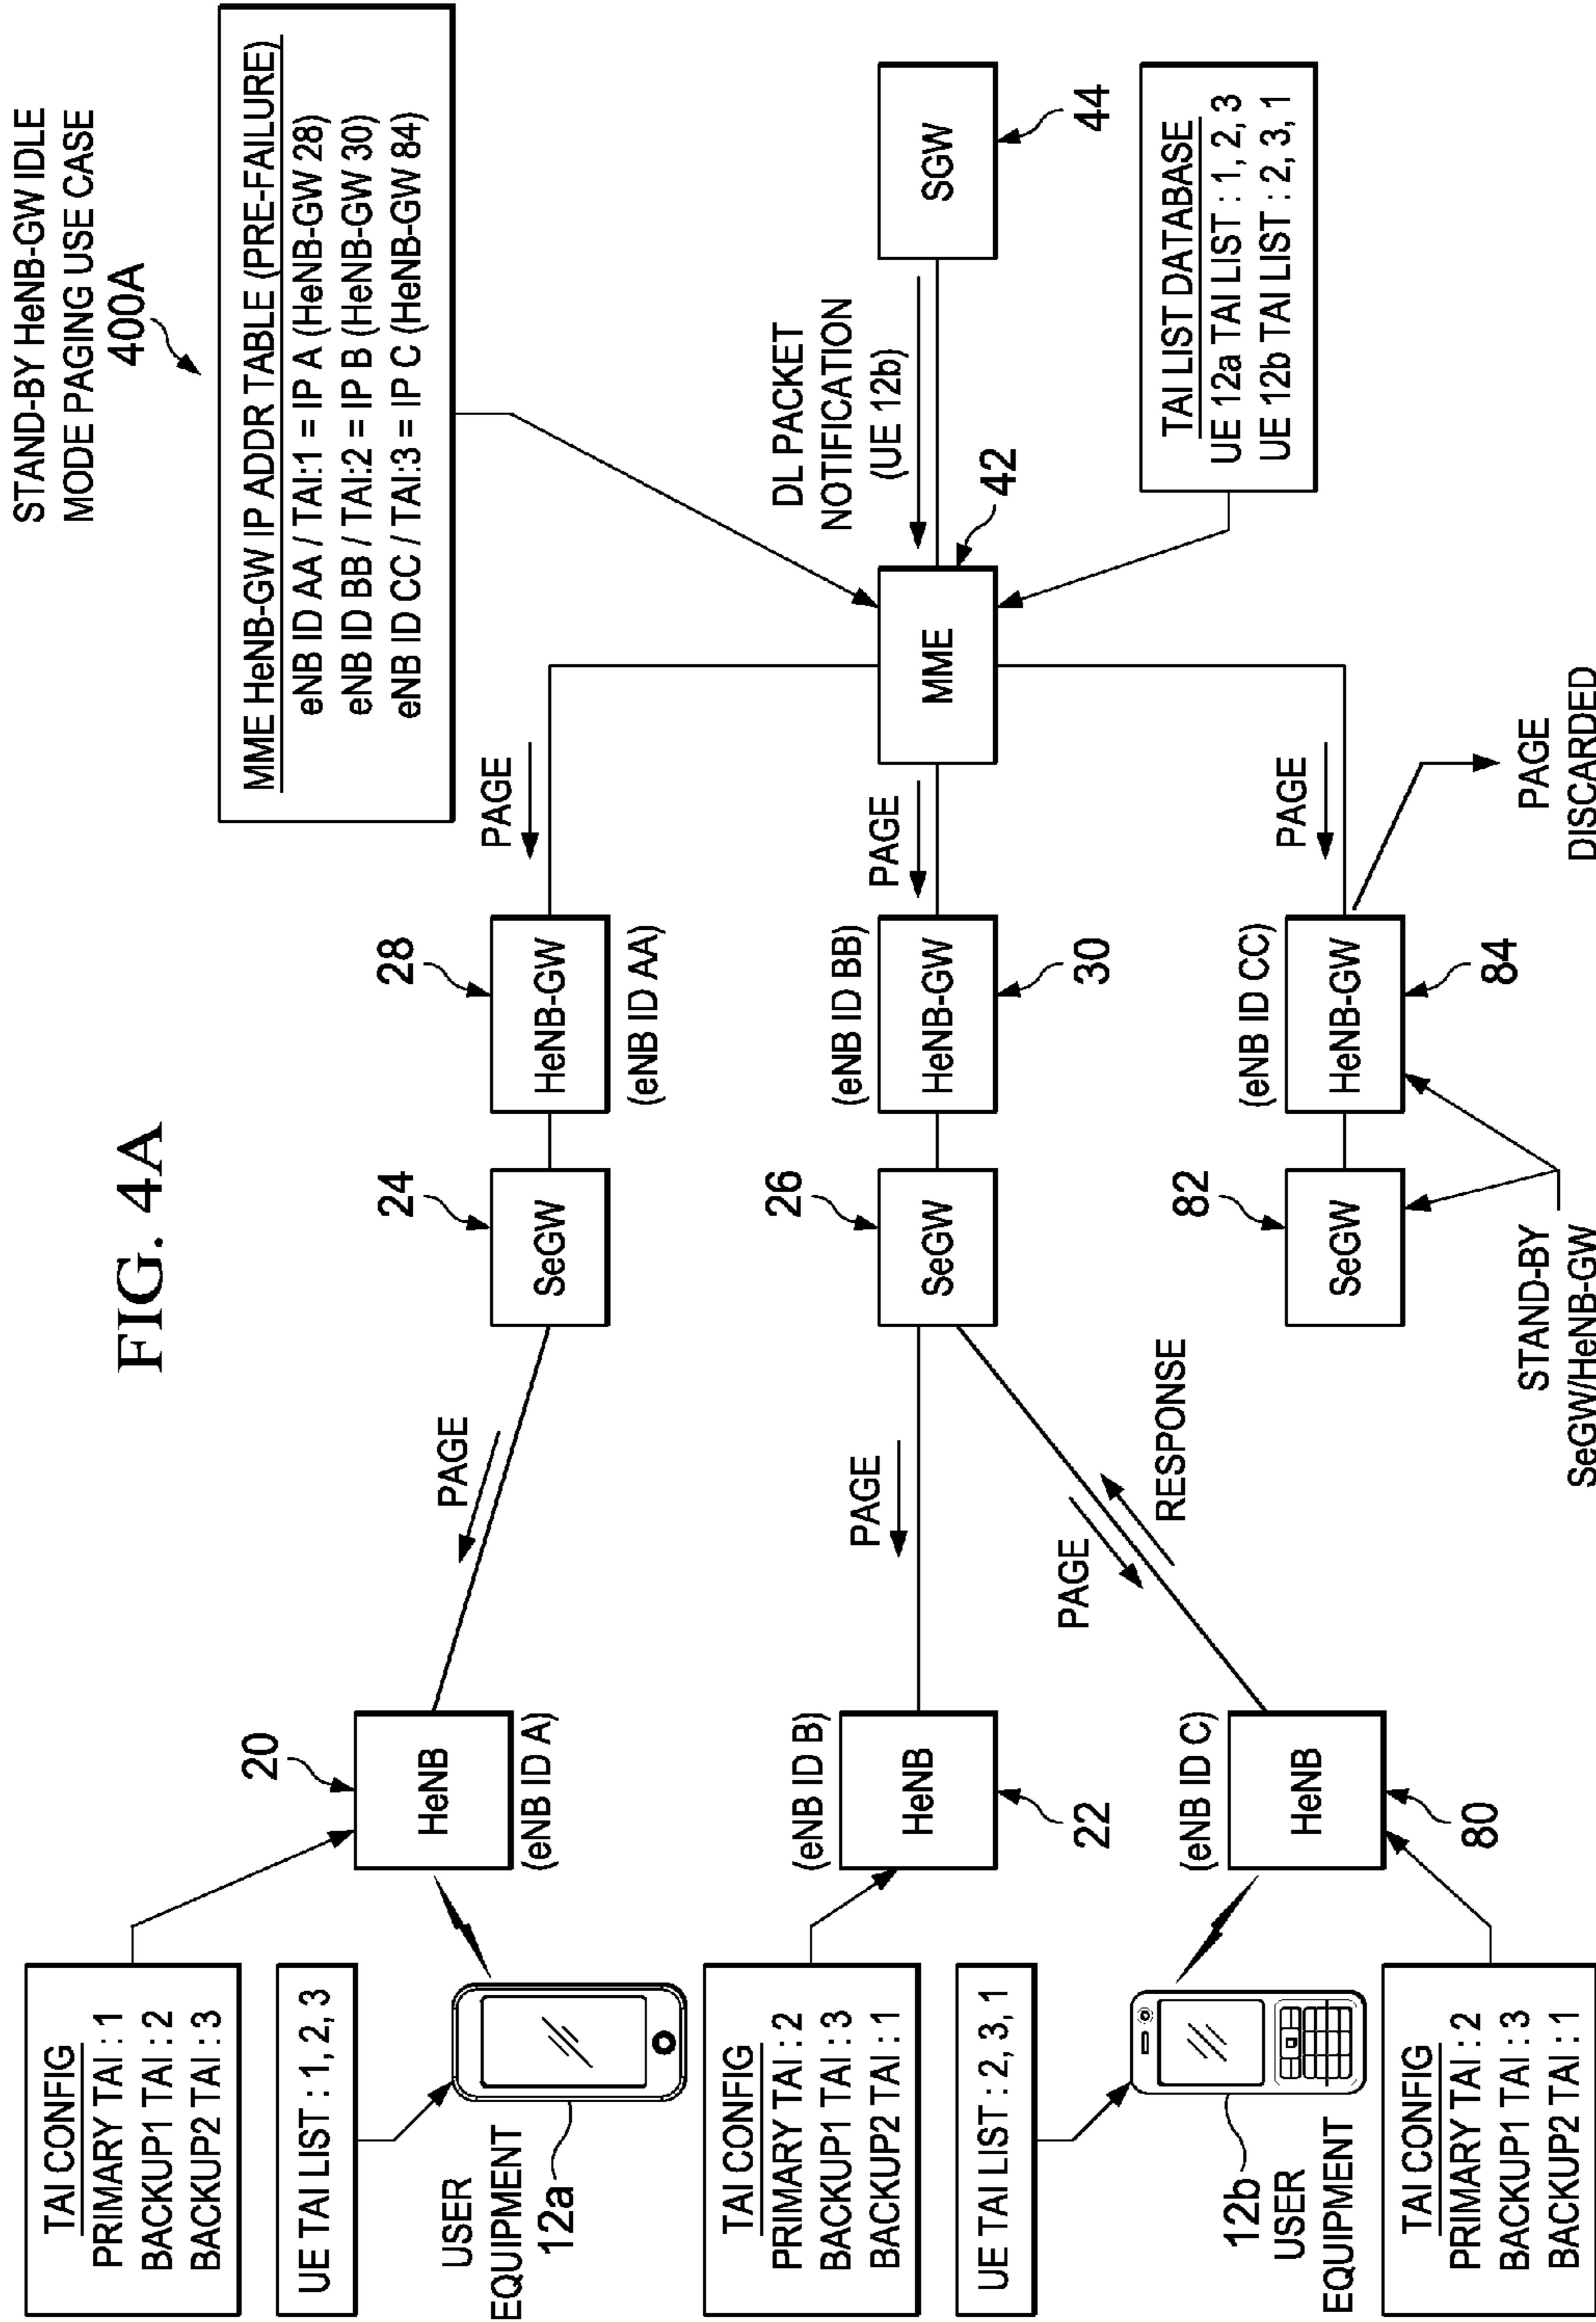 FIG. 4A
STAND-BY HeNB-GW IDLE
MODE PAGING USE CASE
400A
TAI CONFIG
PRIMARY TAI : 1
BACKUP1 TAI : 2
BACKUP2 TAI : 3
UE TAI LIST : 1, 2, 3
USER
EQUIPMENT
12a
20
HeNB
(eNB ID A)
PAGE
24
SeGW
28
HeNB-GW
(eNB ID AA)
PAGE
MME HeNB-GW IP ADDR TABLE (PRE-FAILURE)
eNB ID AA / TAI:1 = IP A (HeNB-GW 28)
eNB ID BB / TAI:2 = IP B (HeNB-GW 30)
eNB ID CC / TAI:3 = IP C (HeNB-GW 84)
TAI CONFIG
PRIMARY TAI : 2
BACKUP1 TAI : 3
BACKUP2 TAI : 1
(eNB ID B)
HeNB
22
PAGE
26
SeGW
(eNB ID BB)
HeNB-GW
30
PAGE
MME
42
DL PACKET
NOTIFICATION
(UE 12b)
SGW
44
UE TAI LIST : 2, 3, 1
12b
USER
EQUIPMENT
(eNB ID C)
HeNB
80
PAGE
RESPONSE
82
SeGW
(eNB ID CC)
HeNB-GW
84
PAGE
TAI LIST DATABASE
UE 12a TAI LIST : 1, 2, 3
UE 12b TAI LIST : 2, 3, 1
TAI CONFIG
PRIMARY TAI : 2
BACKUP1 TAI : 3
BACKUP2 TAI : 1
STAND-BY
SeGW/HeNB-GW
PAGE
DISCARDED